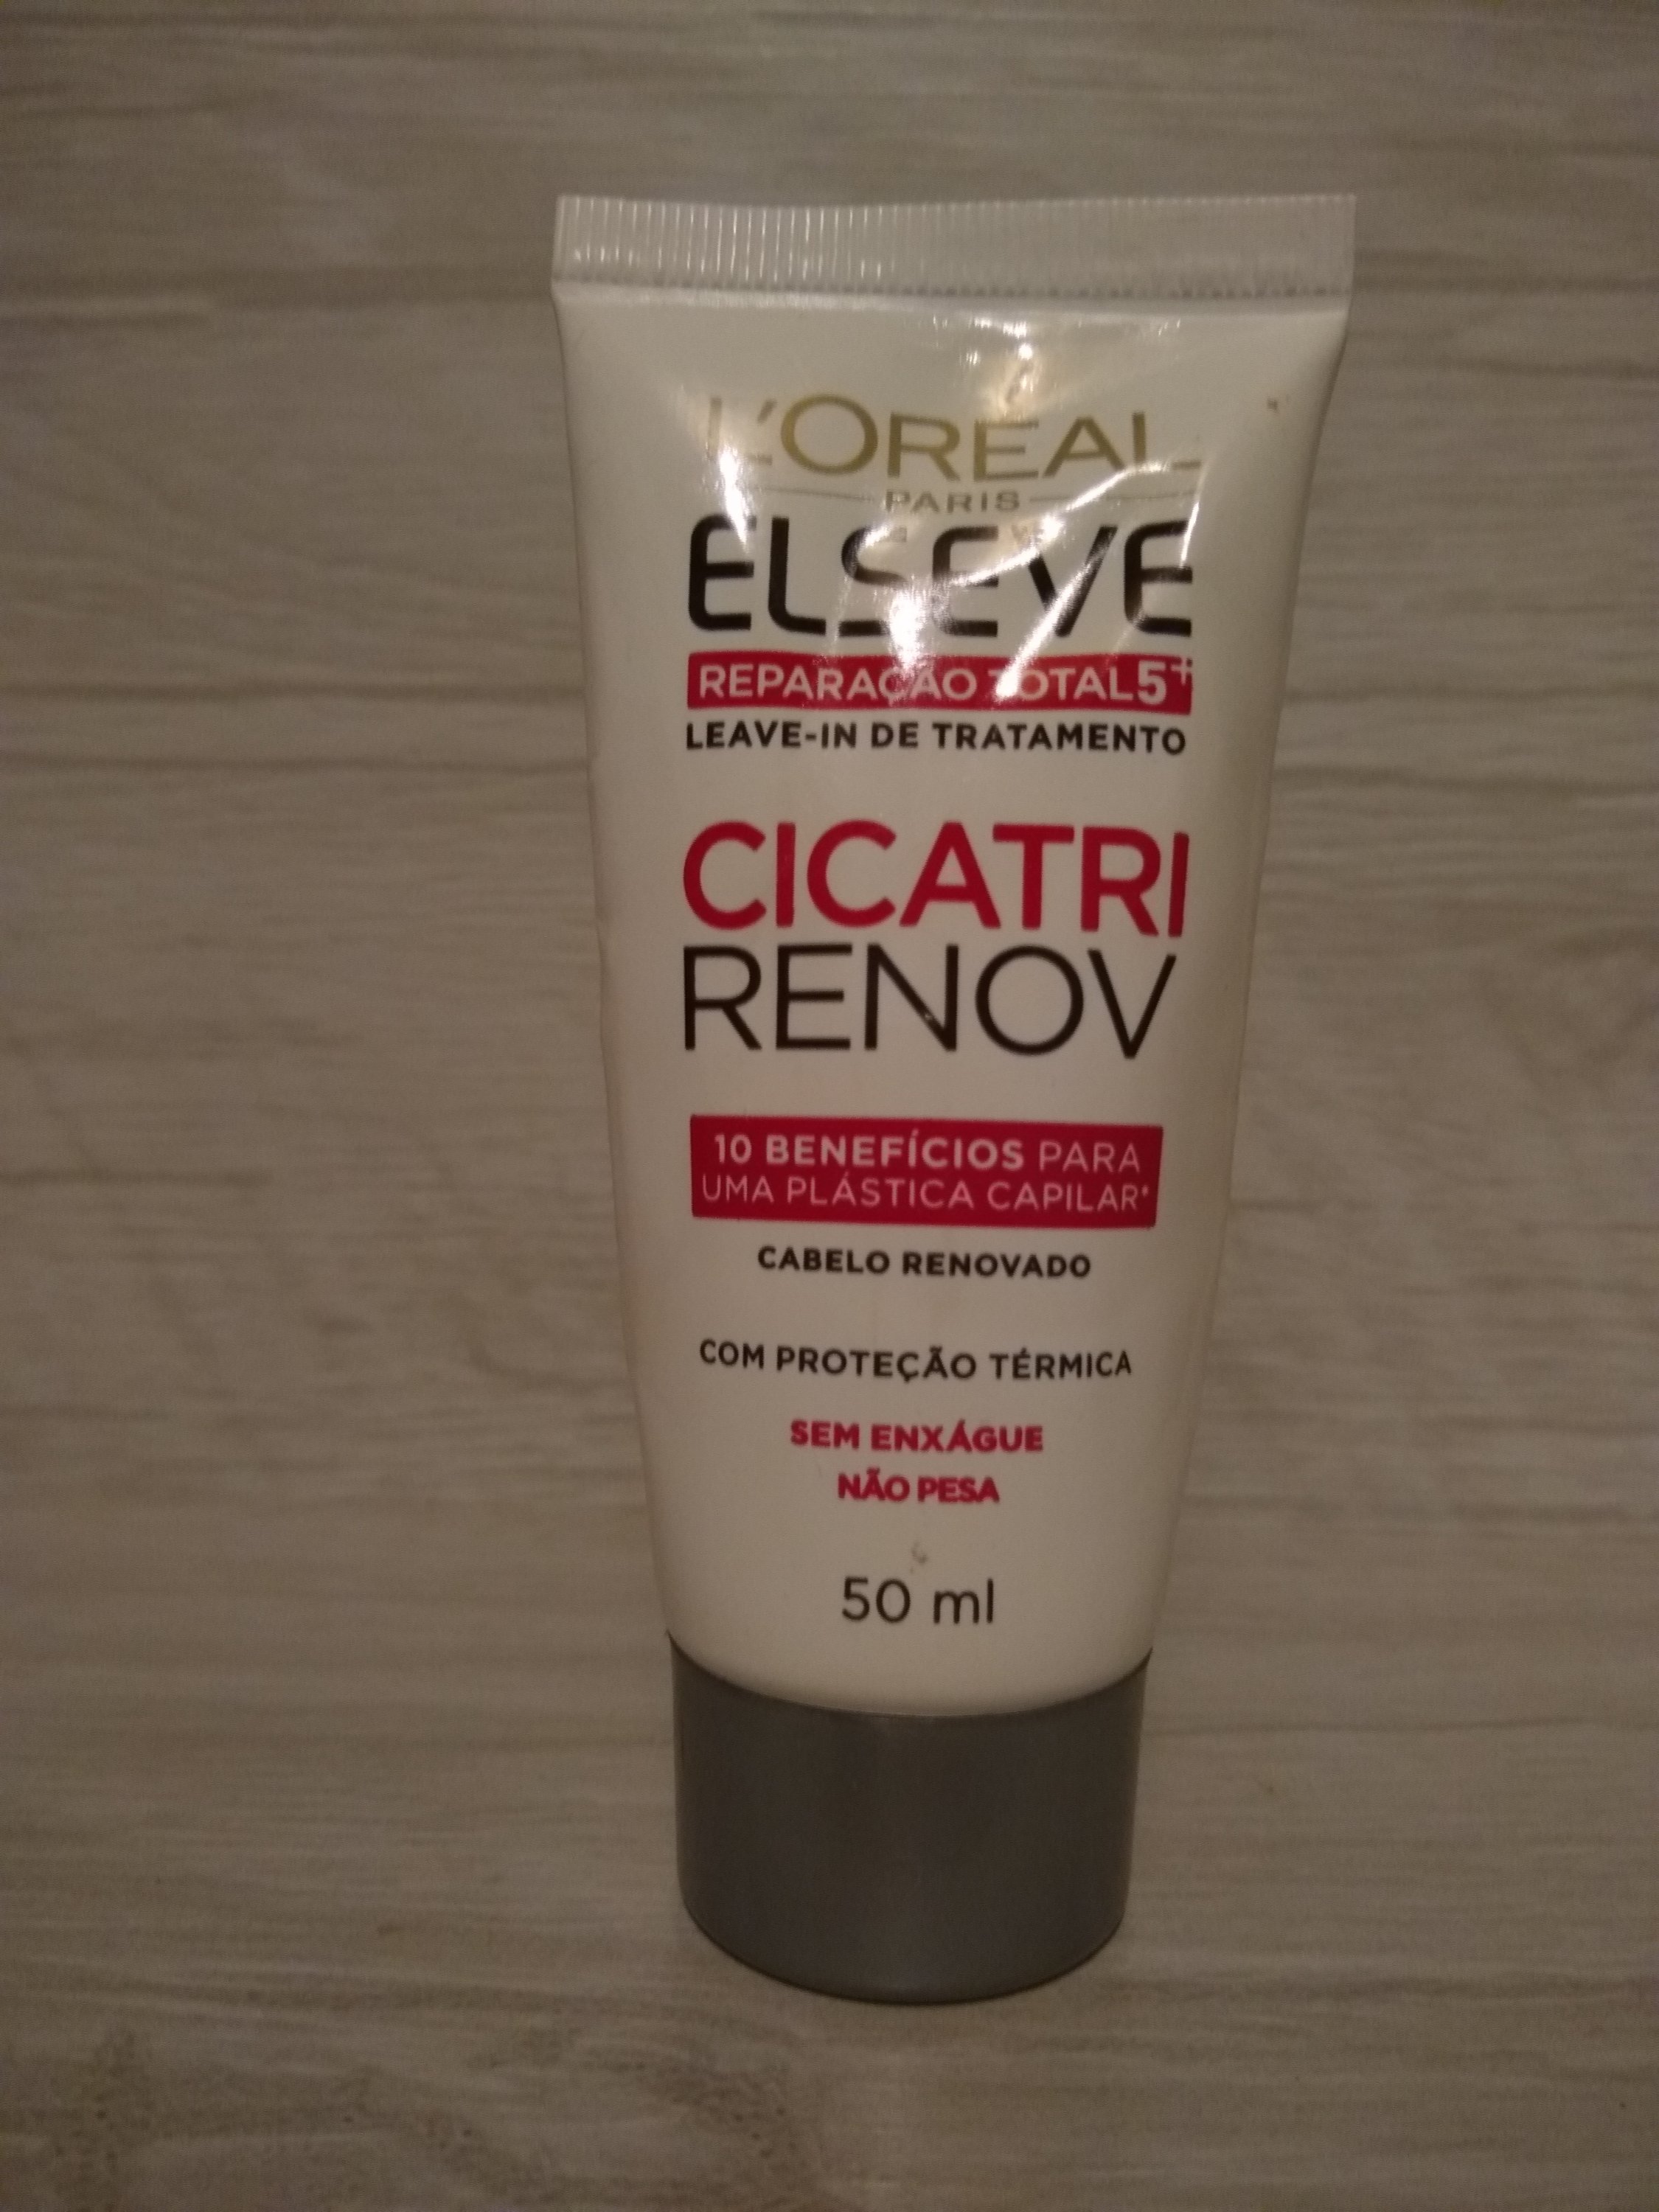 L'ORÉAL
PARIS
ELSEVE
REPARAÇÃO TOTAL 5+
LEAVE-IN DE TRATAMENTO
CICATRI
RENOV
10 BENEFÍCIOS PARA
UMA PLÁSTICA CAPILAR*
CABELO RENOVADO
COM PROTEÇÃO TÉRMICA
SEM ENXÁGUE
NÃO PESA
50 ml